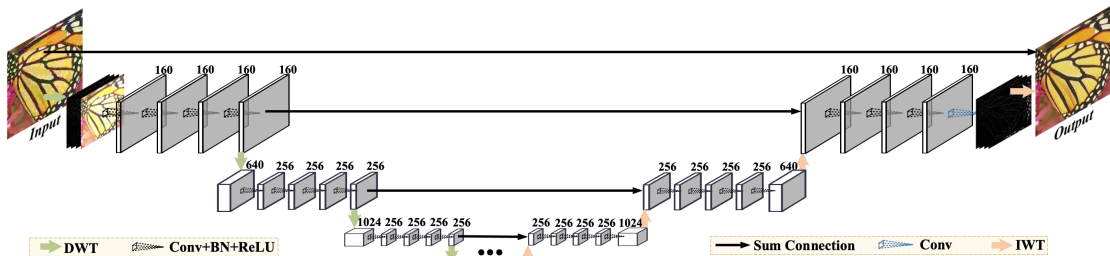 160 160 160 160 160 160 160 160
Input Output
640 256 256 256 256 256 256 256 256 640
1024 256 256 256 256 256 256 256 256 1024
DWT Conv+BN+ReLU ••• Sum Connection Conv IWT